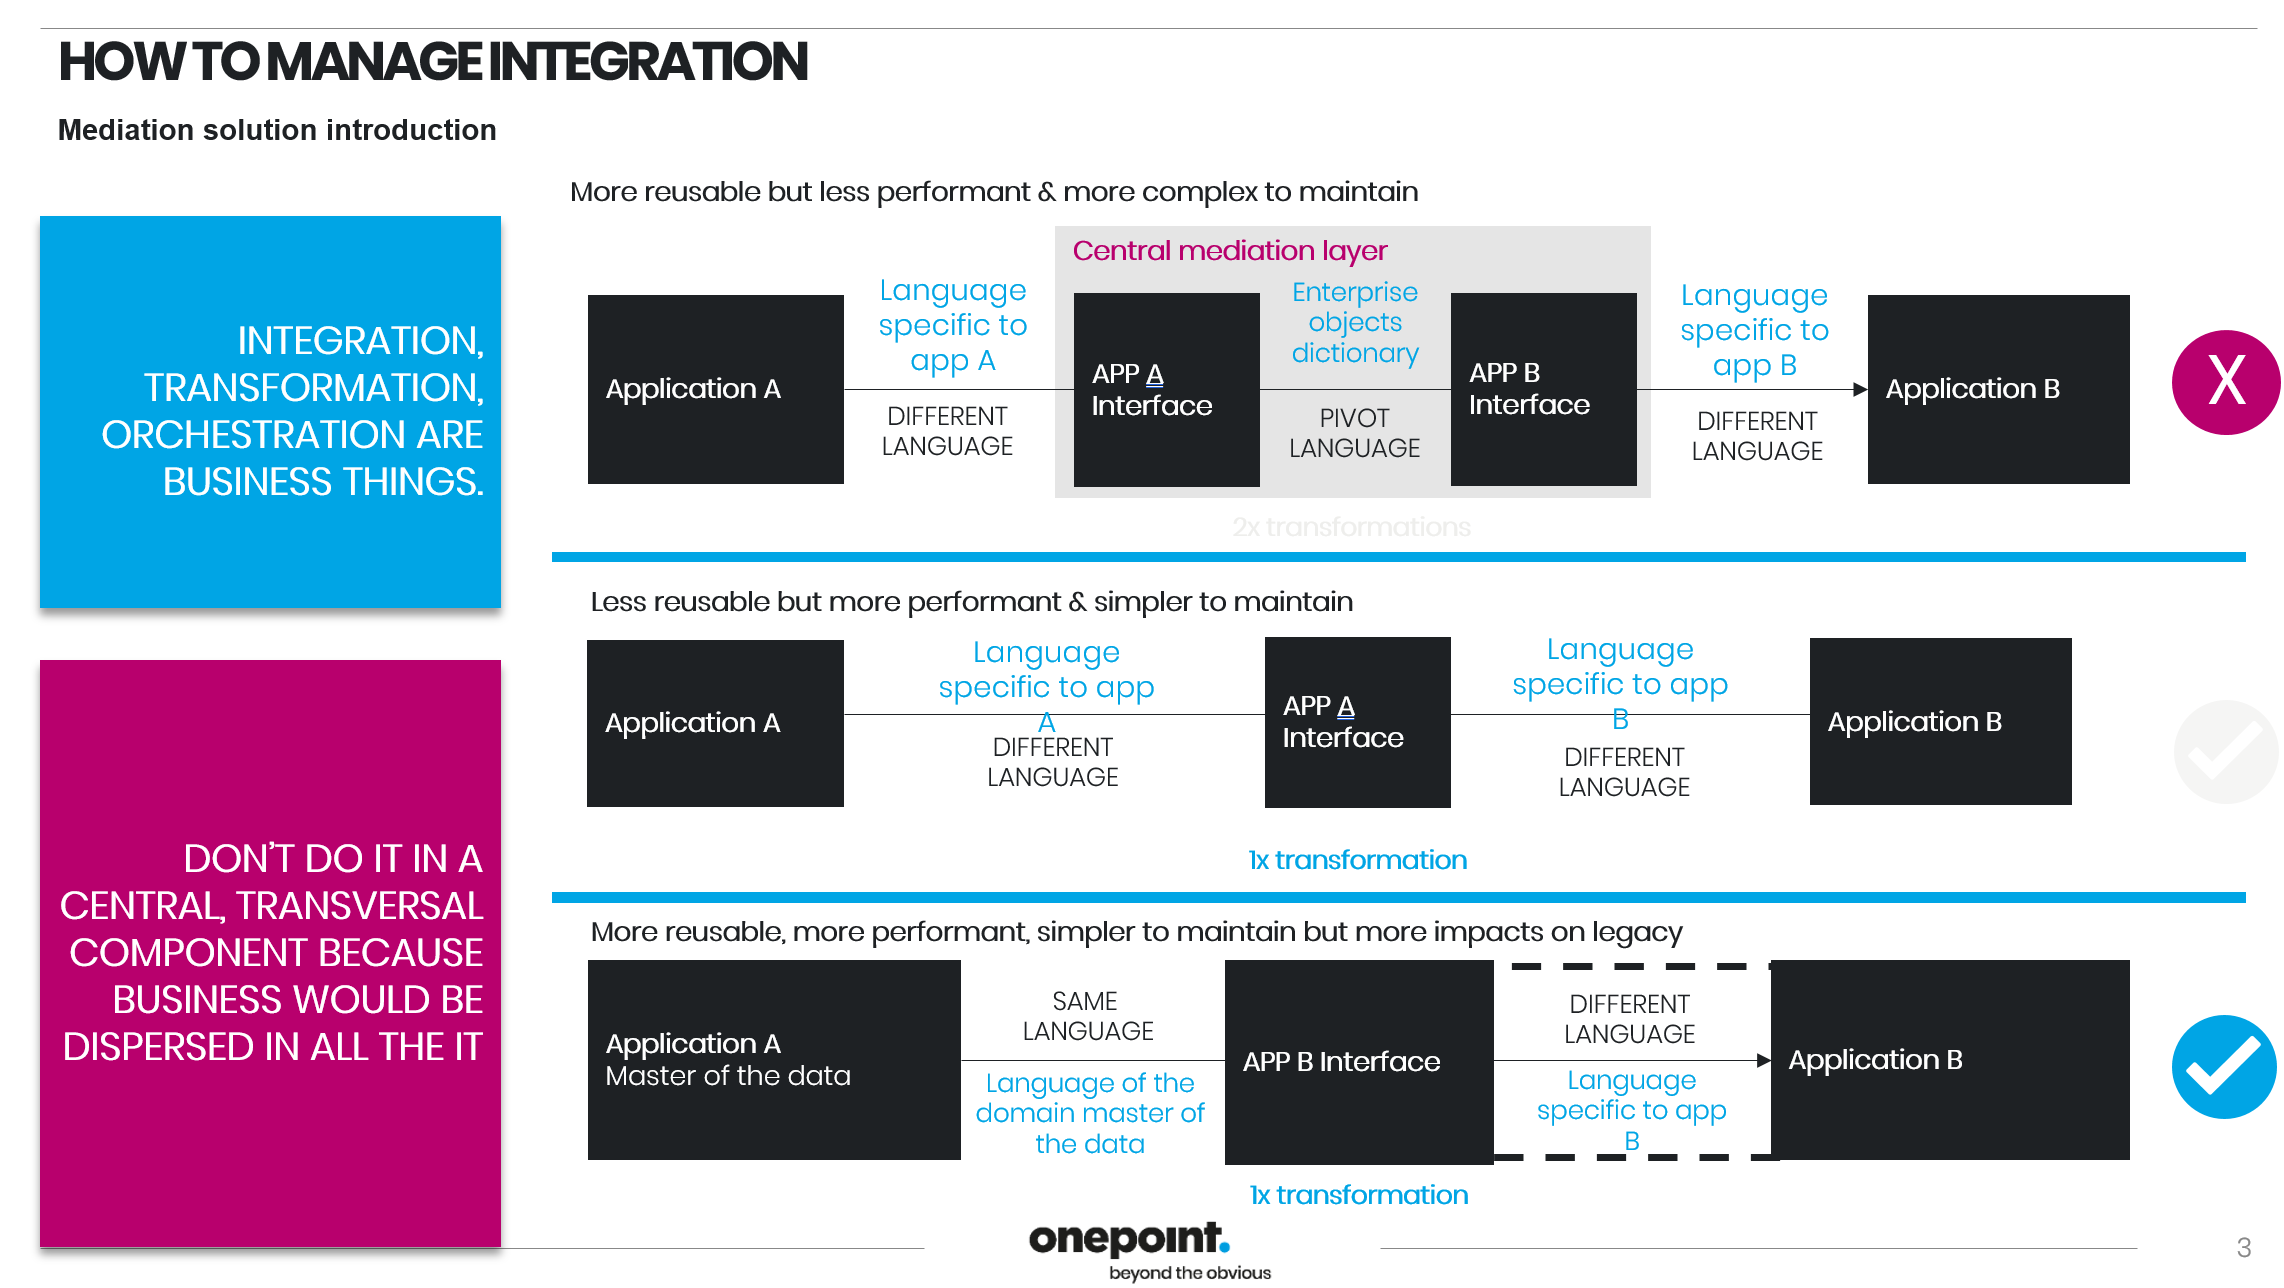 HOW TO MANAGE INTEGRATION
Mediation solution introduction
INTEGRATION,
TRANSFORMATION,
ORCHESTRATION ARE
BUSINESS THINGS.
DON'T DO IT IN A
CENTRAL, TRANSVERSAL
COMPONENT BECAUSE
BUSINESS WOULD BE
DISPERSED IN ALL THE IT
More reusable but less performant & more complex to maintain
Central mediation layer
Application A
Language
specific to
app A
DIFFERENT
LANGUAGE
APP A
Interface
Enterprise
objects
dictionary
PIVOT
LANGUAGE
APP B
Interface
Language
specific to
app B
DIFFERENT
LANGUAGE
Application B
X
2x transformations
Less reusable but more performant & simpler to maintain
Application A
Language
specific to app
A
DIFFERENT
LANGUAGE
APP A
Interface
Language
specific to app
B
DIFFERENT
LANGUAGE
Application B
1x transformation
More reusable, more performant, simpler to maintain but more impacts on legacy
Application A
Master of the data
SAME
LANGUAGE
Language of the
domain master of
the data
APP B Interface
DIFFERENT
LANGUAGE
Language
specific to app
B
Application B
1x transformation
onepoint.
beyond the obvious
3